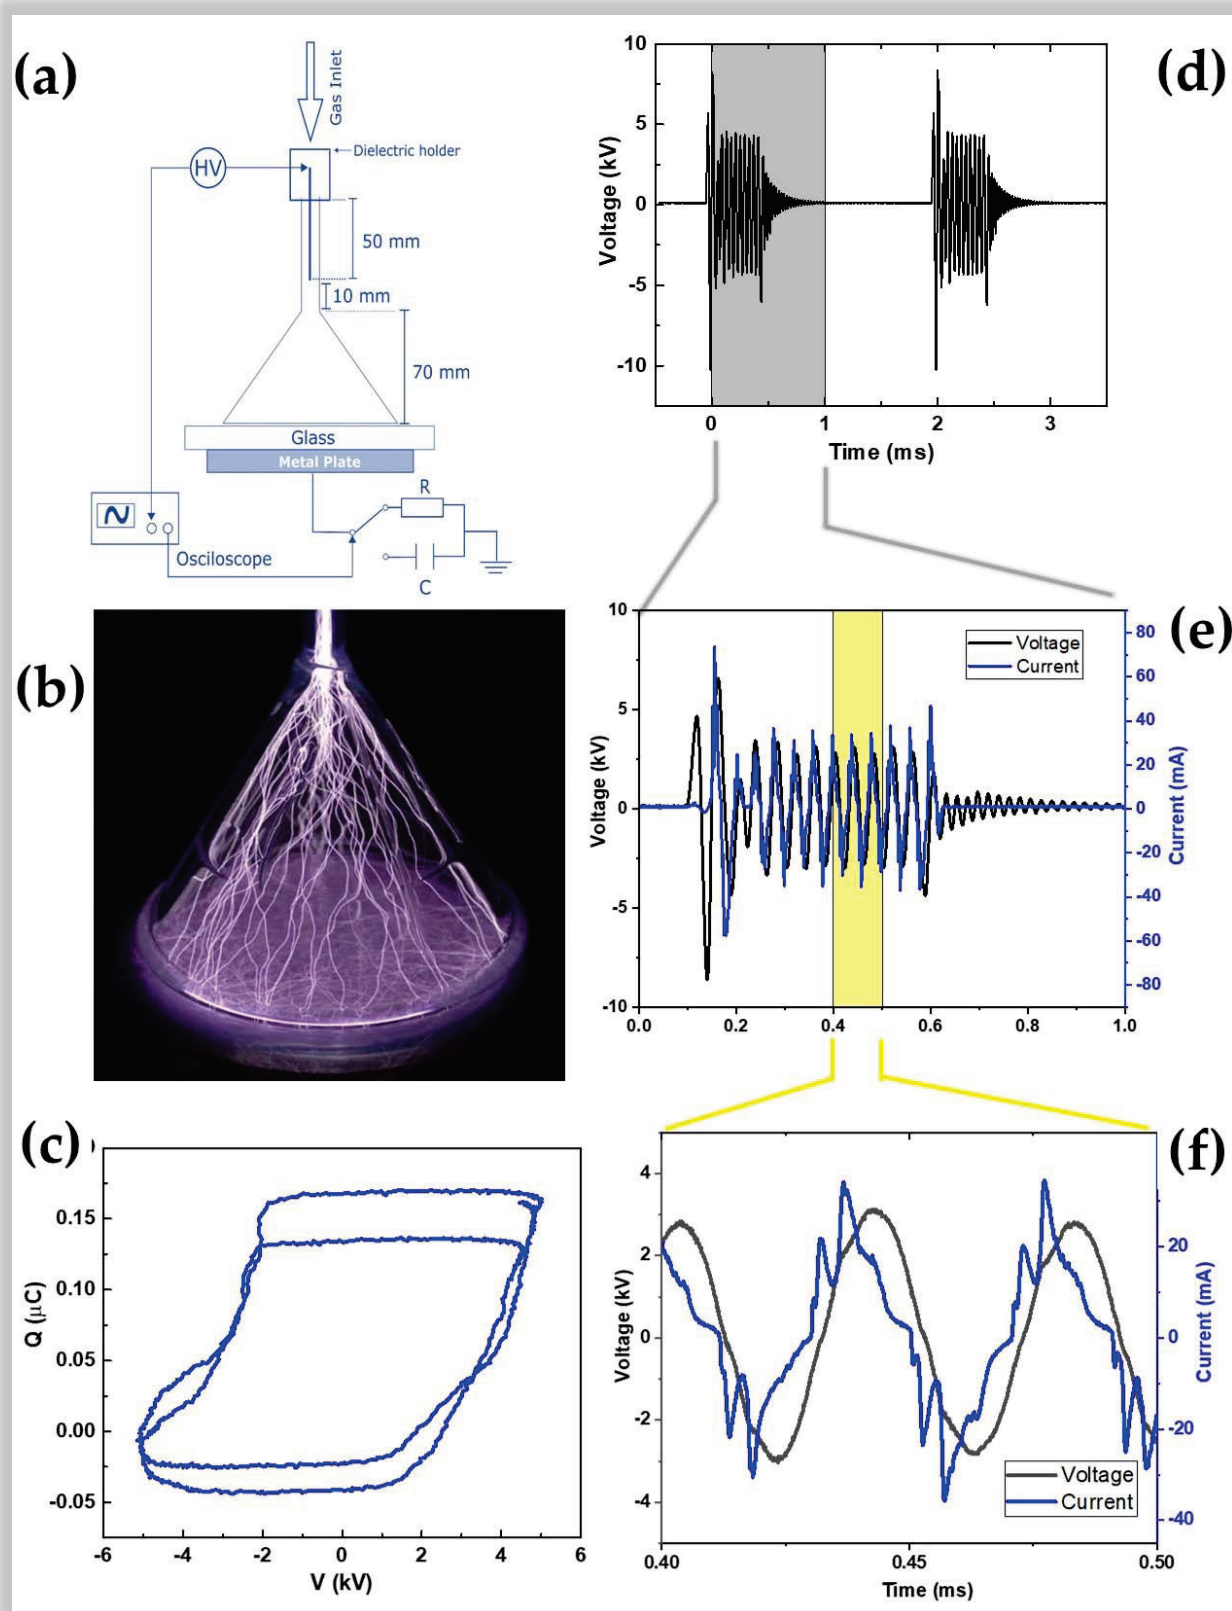 (a)
Gas Inlet
Dielectric holder
HV
50 mm
10 mm
70 mm
Glass
Metal Plate
R
Osciloscope
C
(b)
(c)
0.15
0.10
0.05
0.00
-0.05
Q (μC)
-6 -4 -2 0 2 4 6
V (kV)
(d)
10
5
0
-5
-10
Voltage (kV)
0 1 2 3
Time (ms)
(e)
10
5
0
-5
-10
Voltage (kV)
Voltage
Current
80
60
40
20
0
-20
-40
-60
-80
Current (mA)
0.0 0.2 0.4 0.6 0.8 1.0
(f)
4
2
0
-2
-4
Voltage (kV)
20
0
-20
-40
Current (mA)
Voltage
Current
0.40 0.45 0.50
Time (ms)